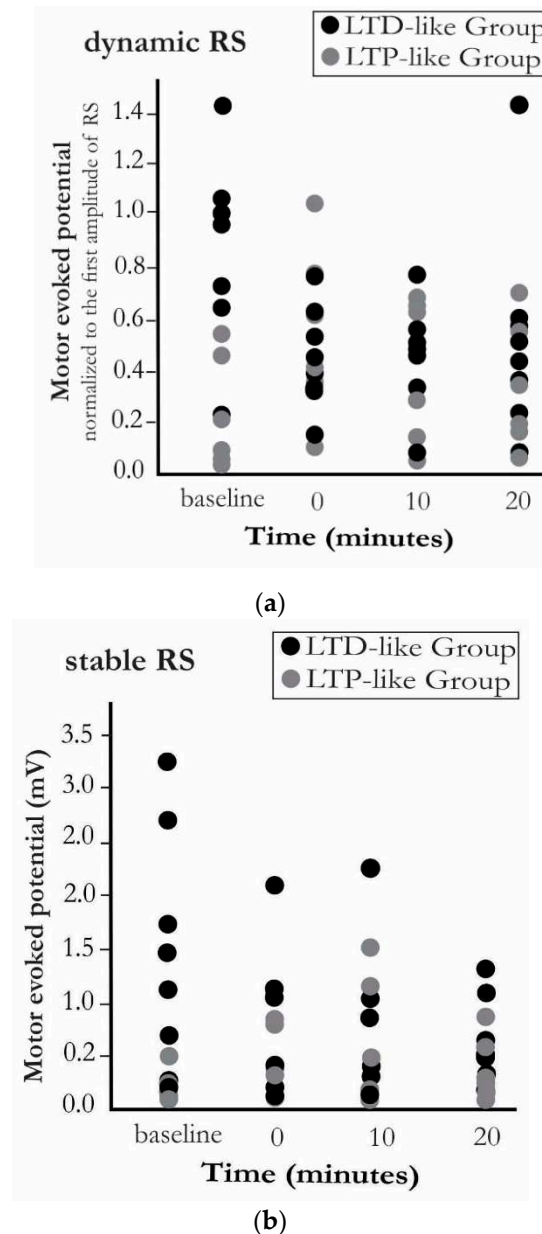 dynamic RS
LTD-like Group
LTP-like Group
Motor evoked potential
normalized to the first amplitude of RS
1.4
1.2
1.0
0.8
0.6
0.4
0.2
0.0
baseline 0 10 20
Time (minutes)
(a)
stable RS
LTD-like Group
LTP-like Group
Motor evoked potential (mV)
3.5
3.0
2.0
2.0
1.5
1.0
0.2
0.0
baseline 0 10 20
Time (minutes)
(b)